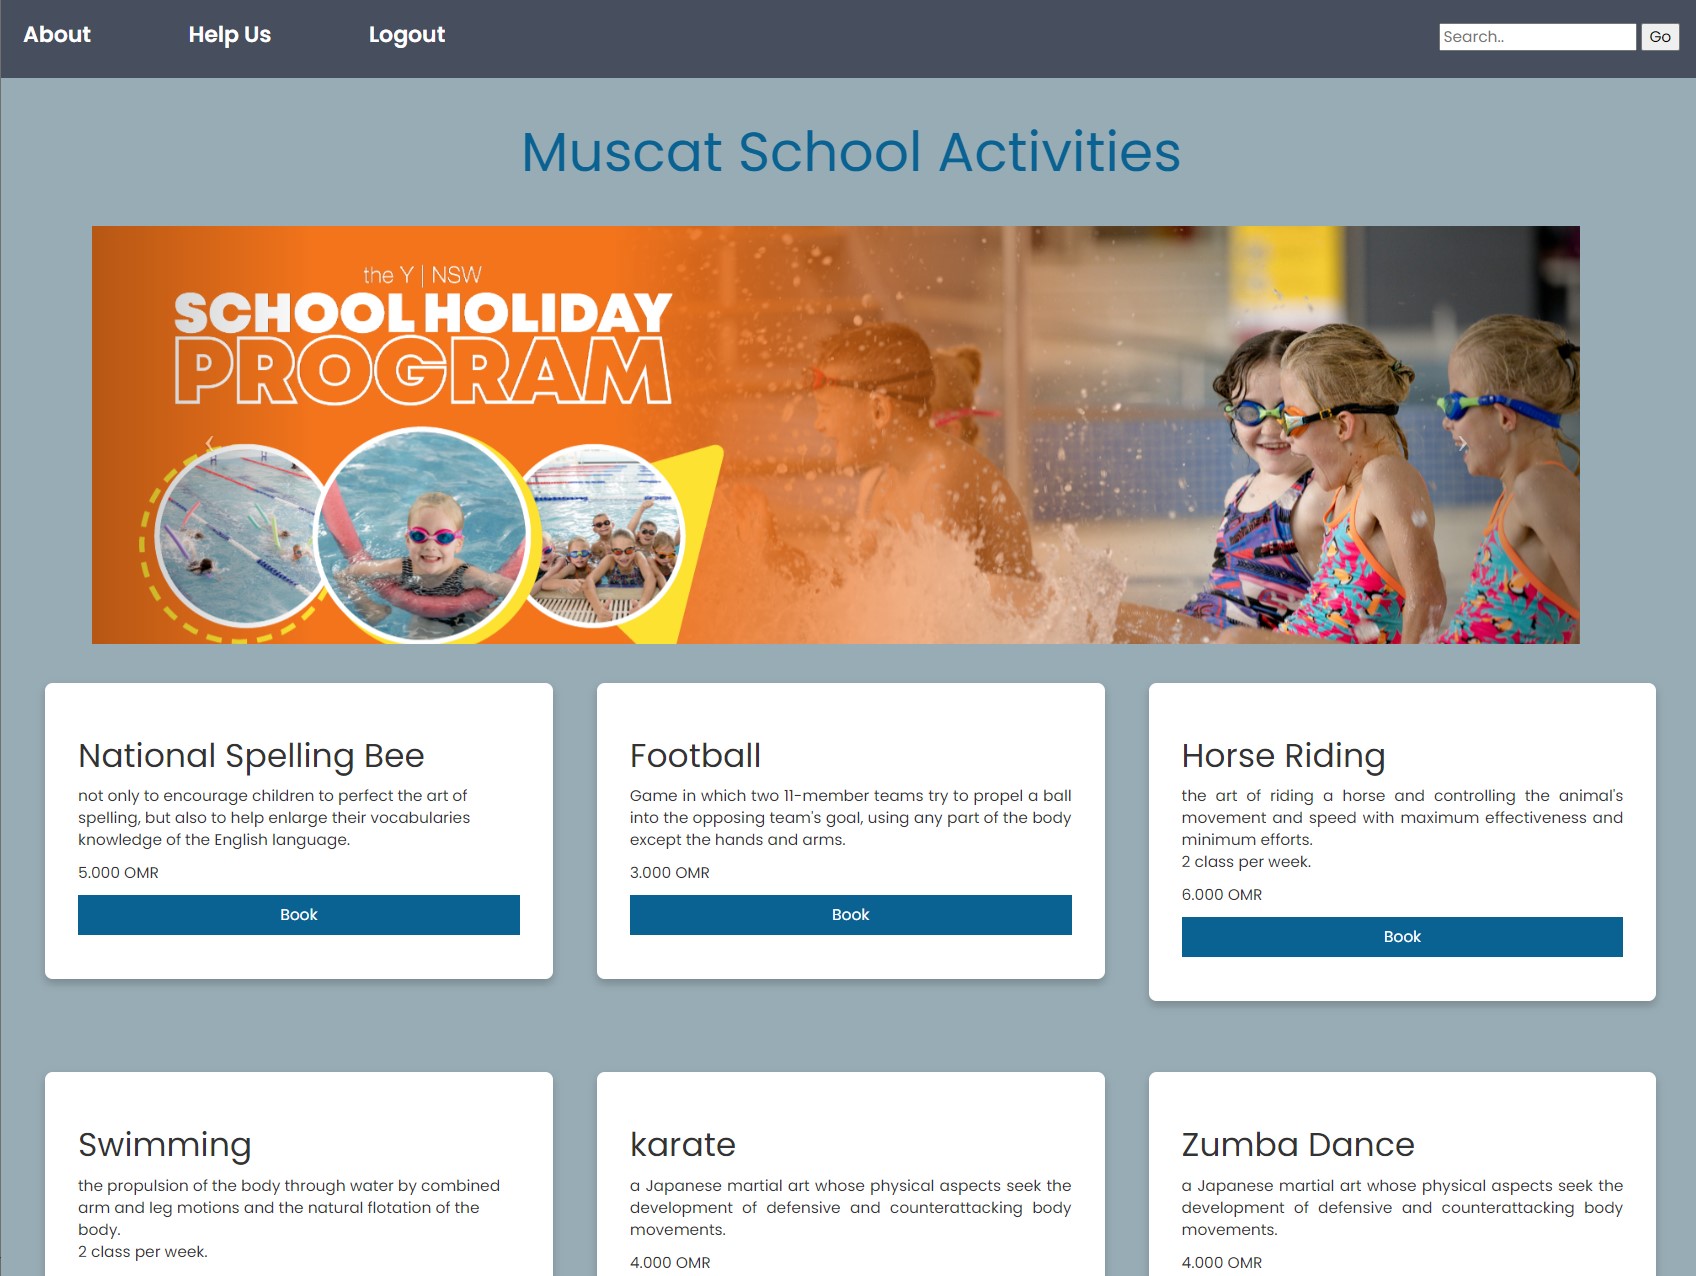 About Help Us Logout Search.. Go
Muscat School Activities
the Y | NSW
SCHOOL HOLIDAY
PROGRAM
National Spelling Bee
not only to encourage children to perfect the art of
spelling, but also to help enlarge their vocabularies
knowledge of the English language.
5.000 OMR
Book
Football
Game in which two 11-member teams try to propel a ball
into the opposing team's goal, using any part of the body
except the hands and arms.
3.000 OMR
Book
Horse Riding
the art of riding a horse and controlling the animal's
movement and speed with maximum effectiveness and
minimum efforts.
2 class per week.
6.000 OMR
Book
Swimming
the propulsion of the body through water by combined
arm and leg motions and the natural flotation of the
body.
2 class per week.
karate
a Japanese martial art whose physical aspects seek the
development of defensive and counterattacking body
movements.
4.000 OMR
Zumba Dance
a Japanese martial art whose physical aspects seek the
development of defensive and counterattacking body
movements.
4.000 OMR